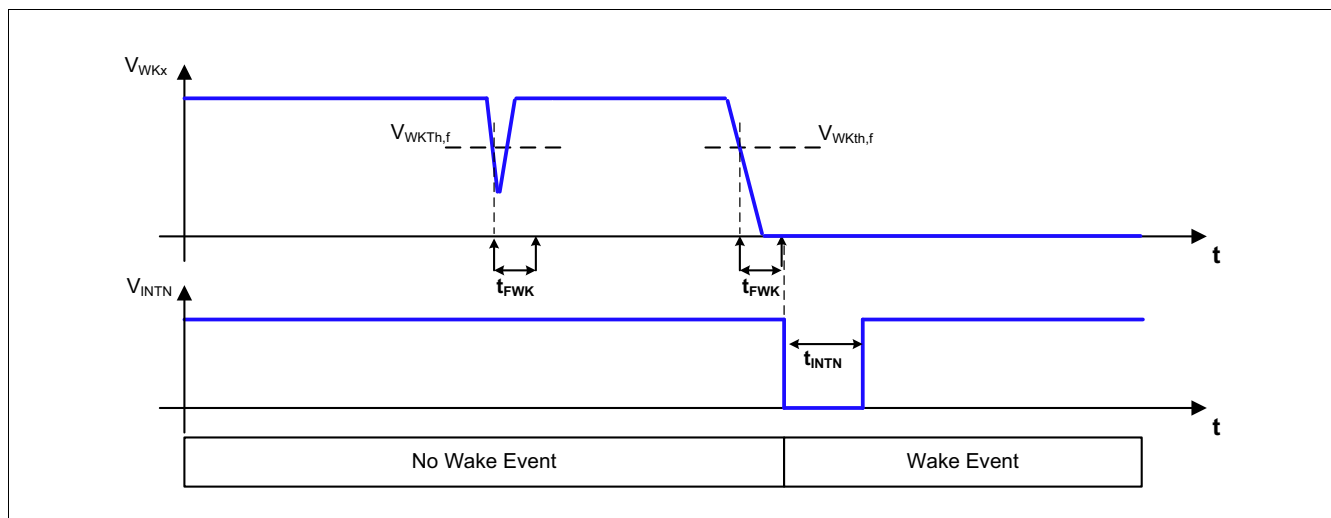 VWKx
VWKTh,f
VWKth,f
t
tFWK
tFWK
VINTN
tINTN
t
No Wake Event
Wake Event